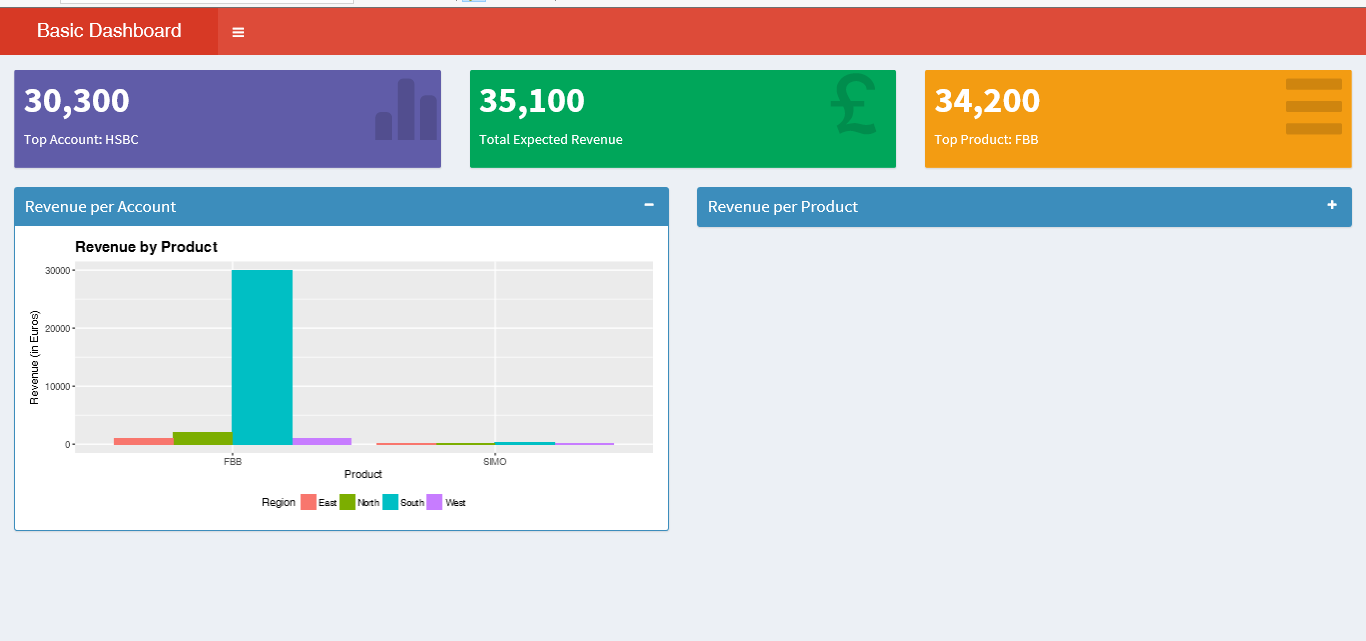 Basic Dashboard
30,300
Top Account: HSBC
35,100
Total Expected Revenue
£
34,200
Top Product: FBB
Revenue per Account
Revenue by Product
Revenue (in Euros)
30000
20000
10000
0
FBB SIMO
Product
Region East North South West
Revenue per Product